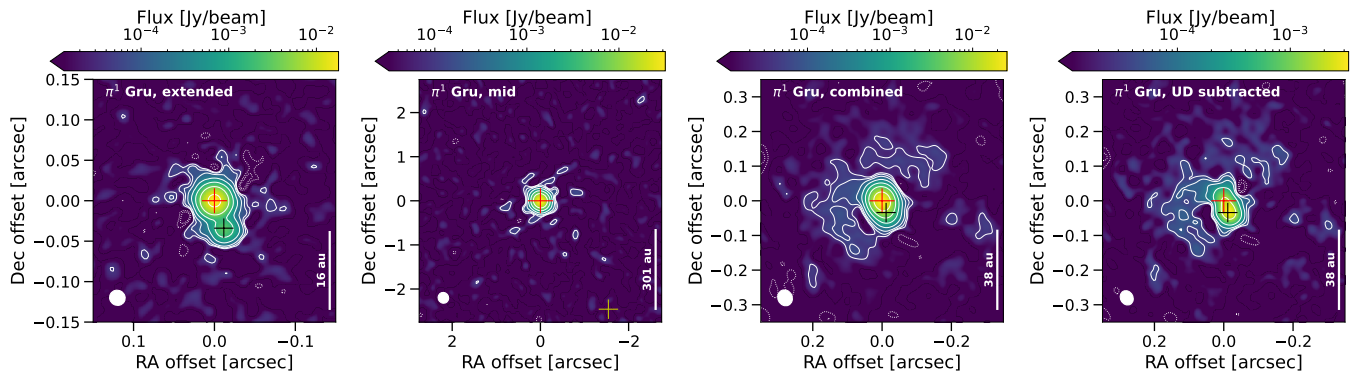 Flux [Jy/beam]
10⁻⁴ 10⁻³ 10⁻²
π¹ Gru, extended
Dec offset [arcsec]
0.15
0.10
0.05
0.00
−0.05
−0.10
−0.15
16 au
0.1 0.0 −0.1
RA offset [arcsec]
Flux [Jy/beam]
10⁻⁴ 10⁻³ 10⁻²
π¹ Gru, mid
Dec offset [arcsec]
2
1
0
−1
−2
301 au
2 0 −2
RA offset [arcsec]
Flux [Jy/beam]
10⁻⁴ 10⁻³ 10⁻²
π¹ Gru, combined
Dec offset [arcsec]
0.3
0.2
0.1
0.0
−0.1
−0.2
−0.3
38 au
0.2 0.0 −0.2
RA offset [arcsec]
Flux [Jy/beam]
10⁻⁴ 10⁻³
π¹ Gru, UD subtracted
Dec offset [arcsec]
0.3
0.2
0.1
0.0
−0.1
−0.2
−0.3
38 au
0.2 0.0 −0.2
RA offset [arcsec]